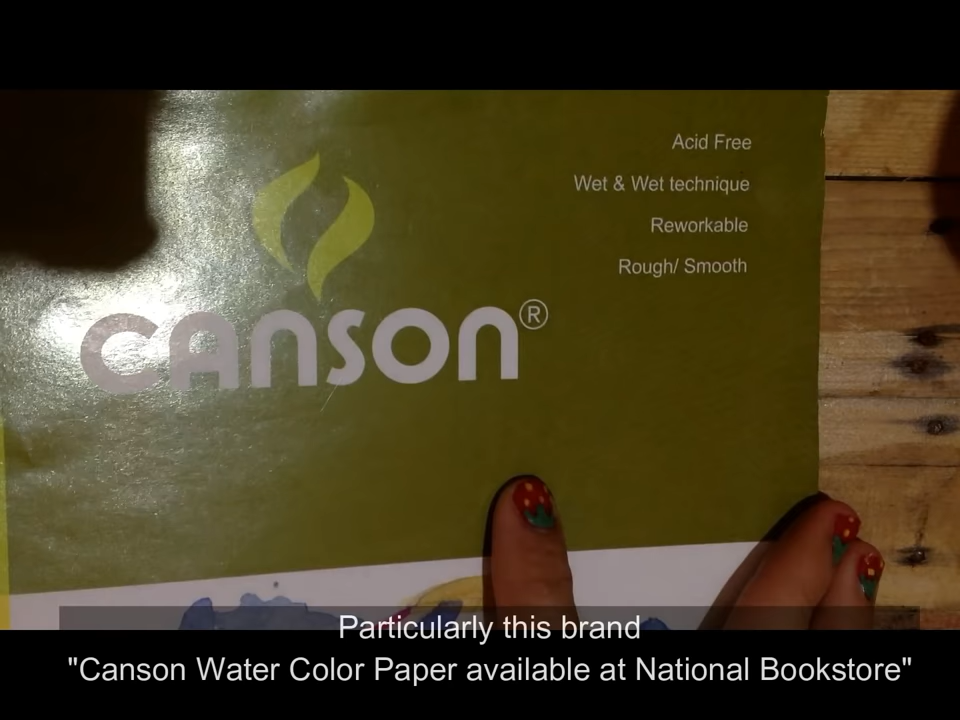 Acid Free
Wet & Wet technique
Reworkable
Rough/ Smooth
CANSON®
Particularly this brand
"Canson Water Color Paper available at National Bookstore"